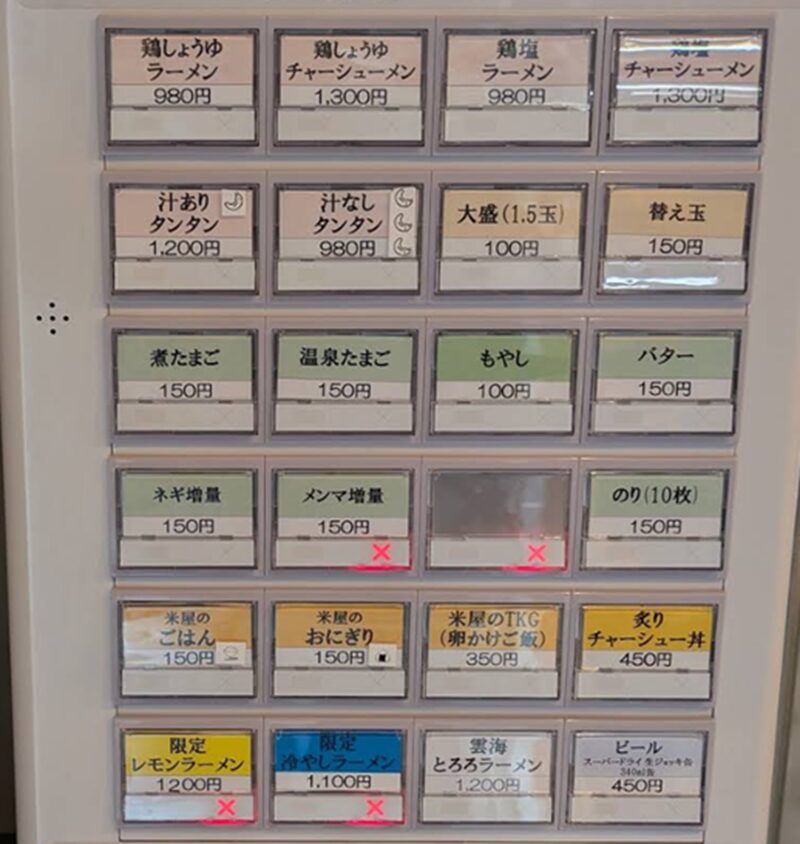 鶏しょうゆ
ラーメン
980円
鶏しょうゆ
チャーシューメン
1,300円
鶏塩
ラーメン
980円
鶏塩
チャーシューメン
1,300円
汁あり
タンタン
1,200円
汁なし
タンタン
980円
大盛(1.5玉)
100円
替え玉
150円
煮たまご
150円
温泉たまご
150円
もやし
100円
バター
150円
ネギ増量
150円
メンマ増量
150円
のり(10枚)
150円
米屋の
ごはん
150円
米屋の
おにぎり
150円
米屋のTKG
(卵かけご飯)
350円
炙り
チャーシュー丼
450円
限定
レモンラーメン
1200円
限定
冷やしラーメン
1,100円
雲海
とろろラーメン
1,200円
ビール
スーパードライ 生ジョッキ缶
340ml缶
450円